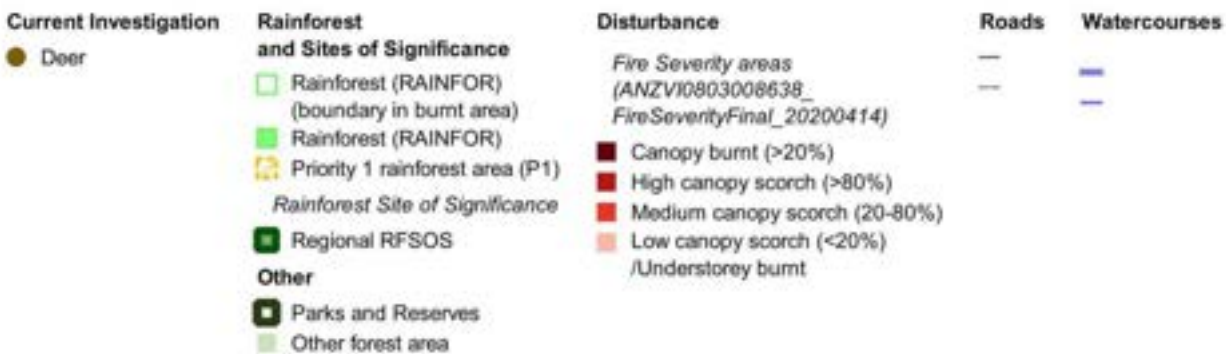 Current Investigation
Deer
Rainforest
and Sites of Significance
Rainforest (RAINFOR)
(boundary in burnt area)
Rainforest (RAINFOR)
Priority 1 rainforest area (P1)
Rainforest Site of Significance
Regional RFSOS
Other
Parks and Reserves
Other forest area
Disturbance
Fire Severity areas
(ANZVI0803008638_
FireSeverityFinal_20200414)
Canopy burnt (>20%)
High canopy scorch (>80%)
Medium canopy scorch (20-80%)
Low canopy scorch (<20%)
/Understorey burnt
Roads
Watercourses